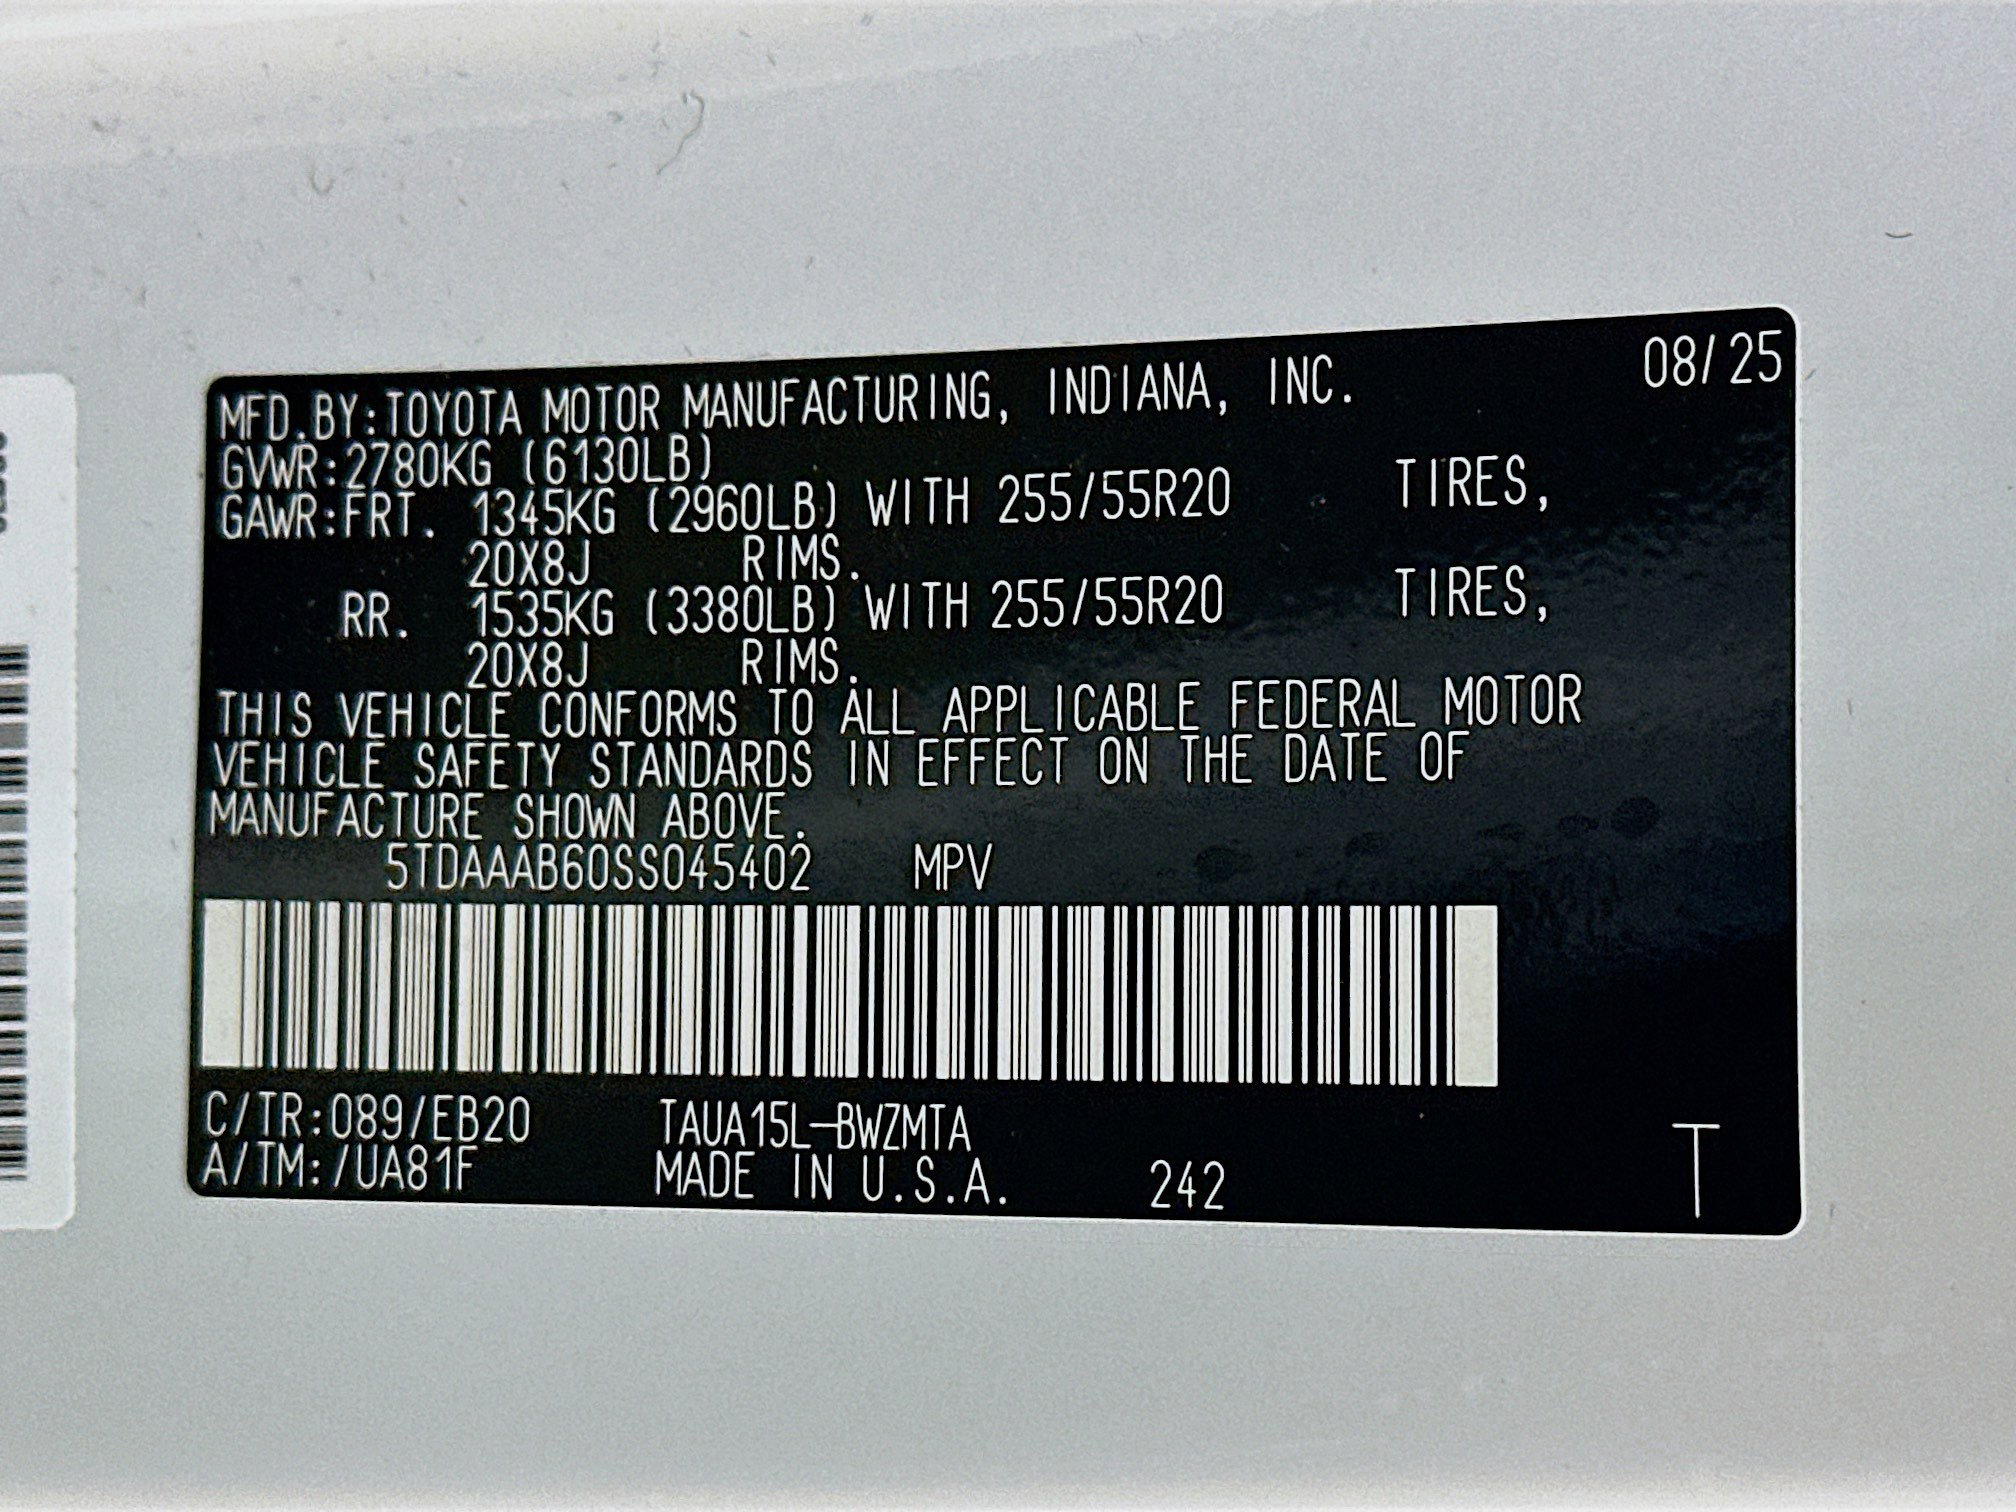 MFD.BY:TOYOTA MOTOR MANUFACTURING, INDIANA, INC. 08/25
GVWR:2780KG (6130LB)
GAWR:FRT. 1345KG (2960LB) WITH 255/55R20 TIRES,
20X8J RIMS.
RR. 1535KG (3380LB) WITH 255/55R20 TIRES,
20X8J RIMS.
THIS VEHICLE CONFORMS TO ALL APPLICABLE FEDERAL MOTOR
VEHICLE SAFETY STANDARDS IN EFFECT ON THE DATE OF
MANUFACTURE SHOWN ABOVE.
5TDAAAB60SS045402 MPV
C/TR:089/EB20 TAUA15L-BWZMTA
A/TM:/UA81F MADE IN U.S.A. 242 T